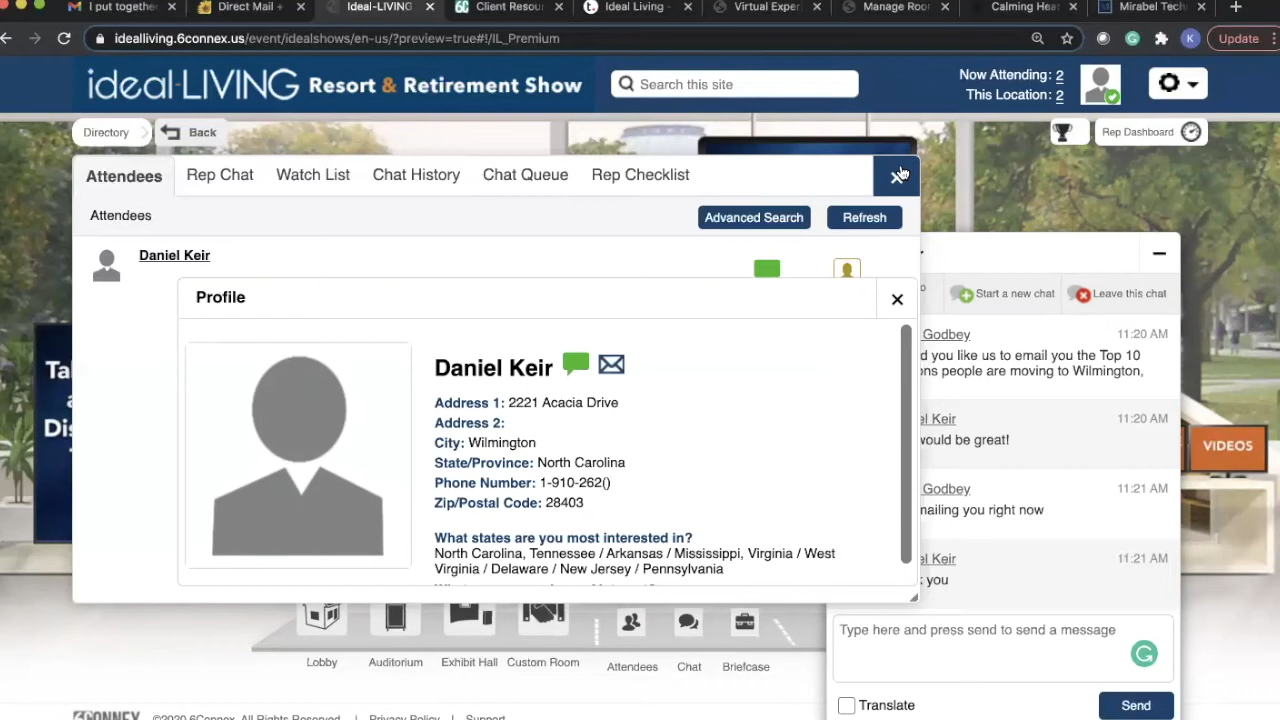 I put together
Direct Mail +
Ideal-LIVING
Client Resou
Ideal Living -
Virtual Exper
Manage Roo
Calming Hea
Mirabel Tech
idealliving.6connex.us/event/idealshows/en-us/?preview=true#!/IL_Premium
K
Update
ideal-LIVING Resort & Retirement Show
Search this site
Now Attending: 2
This Location: 2
Directory
Back
Rep Dashboard
Attendees
Rep Chat
Watch List
Chat History
Chat Queue
Rep Checklist
Attendees
Advanced Search
Refresh
Daniel Keir
Profile
Daniel Keir
Address 1: 2221 Acacia Drive
Address 2:
City: Wilmington
State/Province: North Carolina
Phone Number: 1-910-262()
Zip/Postal Code: 28403
What states are you most interested in?
North Carolina, Tennessee / Arkansas / Mississippi, Virginia / West
Virginia / Delaware / New Jersey / Pennsylvania
Start a new chat
Leave this chat
Godbey 11:20 AM
d you like us to email you the Top 10
ns people are moving to Wilmington,
el Keir 11:20 AM
would be great!
Godbey 11:21 AM
mailing you right now
el Keir 11:21 AM
k you
Type here and press send to send a message
Translate
Send
Ta
a
Dis
VIDEOS
Lobby
Auditorium
Exhibit Hall
Custom Room
Attendees
Chat
Briefcase
6CONNEX ©2020 6Connex. All Rights Reserved
Privacy Policy
Support